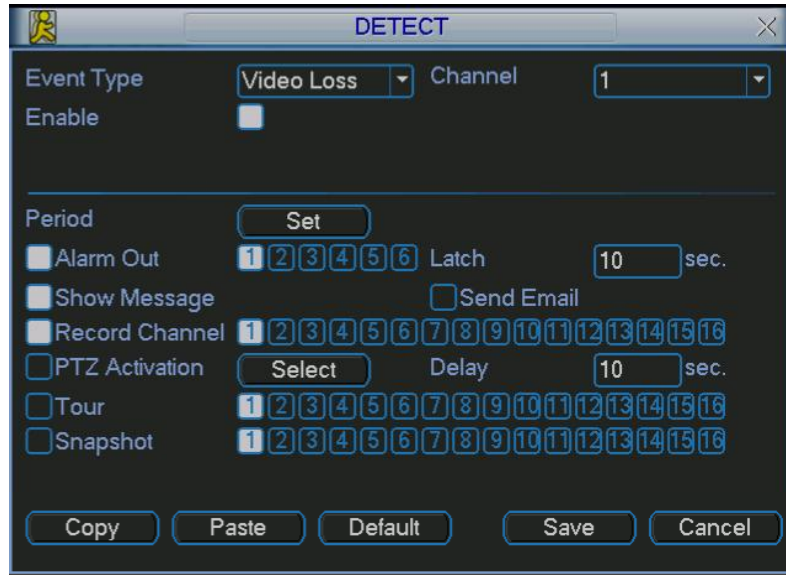 DETECT
Event Type Video Loss Channel 1
Enable
Period Set
Alarm Out 1 2 3 4 5 6 Latch 10 sec.
Show Message Send Email
Record Channel 1 2 3 4 5 6 7 8 9 10 11 12 13 14 15 16
PTZ Activation Select Delay 10 sec.
Tour 1 2 3 4 5 6 7 8 9 10 11 12 13 14 15 16
Snapshot 1 2 3 4 5 6 7 8 9 10 11 12 13 14 15 16
Copy Paste Default Save Cancel